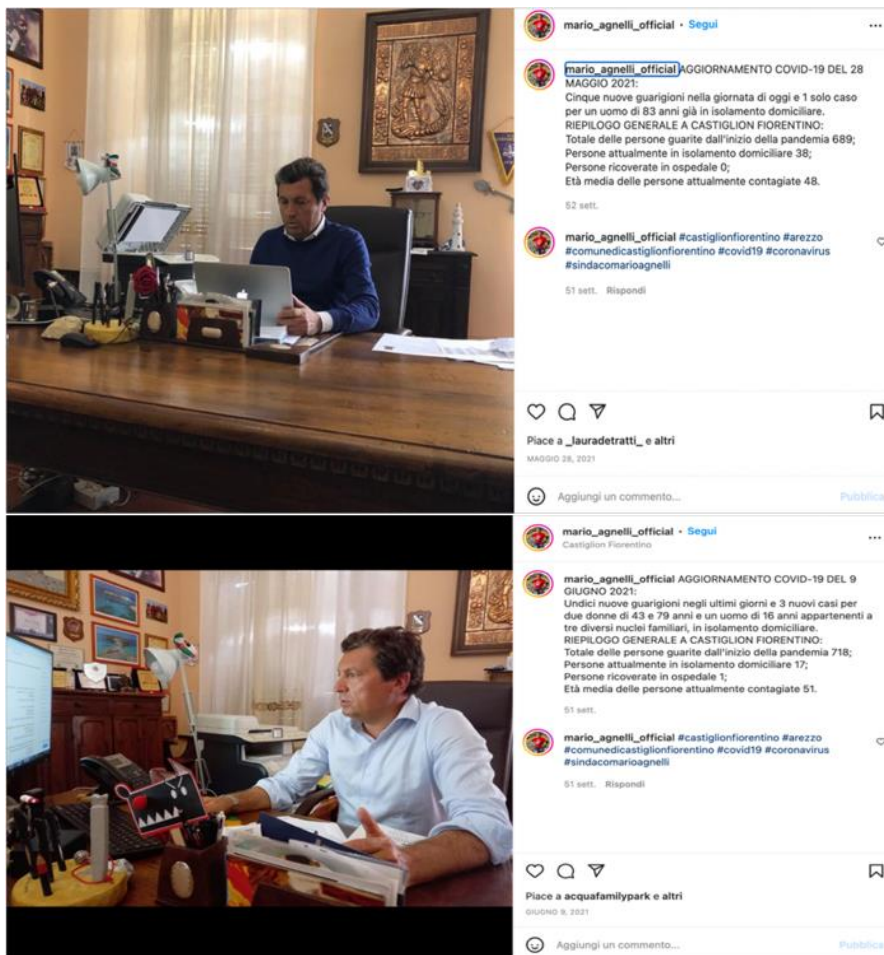 mario_agnelli_official • Segui
mario_agnelli_official AGGIORNAMENTO COVID-19 DEL 28
MAGGIO 2021:
Cinque nuove guarigioni nella giornata di oggi e 1 solo caso
per un uomo di 83 anni già in isolamento domiciliare.
RIEPILOGO GENERALE A CASTIGLION FIORENTINO:
Totale delle persone guarite dall'inizio della pandemia 689;
Persone attualmente in isolamento domiciliare 38;
Persone ricoverate in ospedale 0;
Età media delle persone attualmente contagiate 48.
52 sett.
mario_agnelli_official #castiglionfiorentino #arezzo
#comunedicastiglionfiorentino #covid19 #coronavirus
#sindacomarioagnelli
51 sett. Rispondi
Piace a _lauradetratti_ e altri
MAGGIO 28, 2021
Aggiungi un commento... Pubblica
mario_agnelli_official • Segui
Castiglion Fiorentino
mario_agnelli_official AGGIORNAMENTO COVID-19 DEL 9
GIUGNO 2021:
Undici nuove guarigioni negli ultimi giorni e 3 nuovi casi per
due donne di 43 e 79 anni e un uomo di 16 anni appartenenti a
tre diversi nuclei familiari, in isolamento domiciliare.
RIEPILOGO GENERALE A CASTIGLION FIORENTINO:
Totale delle persone guarite dall'inizio della pandemia 718;
Persone attualmente in isolamento domiciliare 17;
Persone ricoverate in ospedale 1;
Età media delle persone attualmente contagiate 51.
51 sett.
mario_agnelli_official #castiglionfiorentino #arezzo
#comunedicastiglionfiorentino #covid19 #coronavirus
#sindacomarioagnelli
51 sett. Rispondi
Piace a acquafamilypark e altri
GIUGNO 9, 2021
Aggiungi un commento... Pubblica